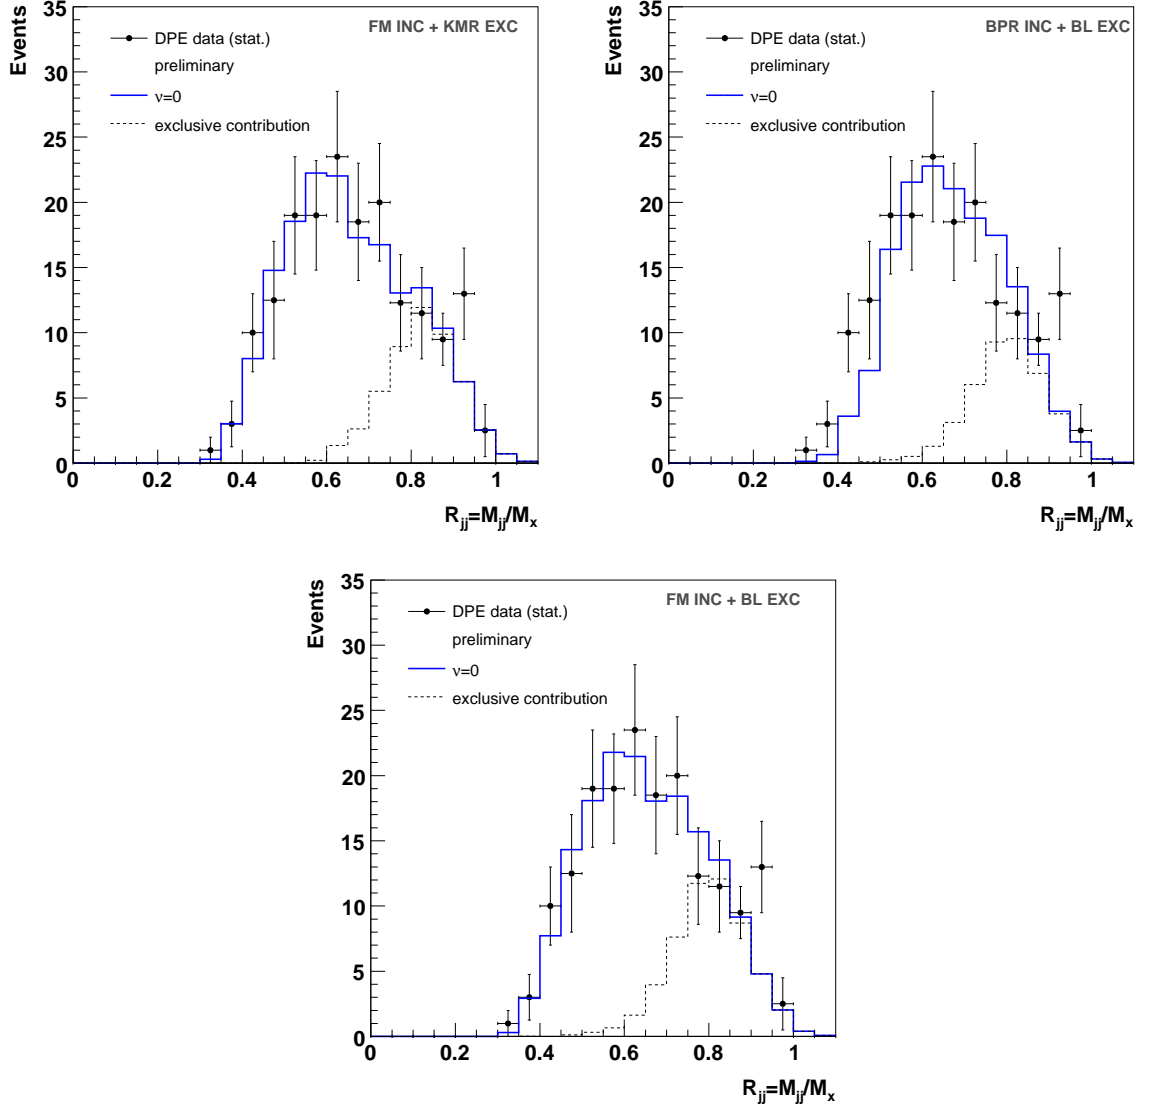 FM INC + KMR EXC
Events
DPE data (stat.)
preliminary
ν=0
exclusive contribution
35
30
25
20
15
10
5
0
0 0.2 0.4 0.6 0.8 1
R_jj=M_jj/M_x
BPR INC + BL EXC
Events
DPE data (stat.)
preliminary
ν=0
exclusive contribution
35
30
25
20
15
10
5
0
0 0.2 0.4 0.6 0.8 1
R_jj=M_jj/M_x
FM INC + BL EXC
Events
DPE data (stat.)
preliminary
ν=0
exclusive contribution
35
30
25
20
15
10
5
0
0 0.2 0.4 0.6 0.8 1
R_jj=M_jj/M_x